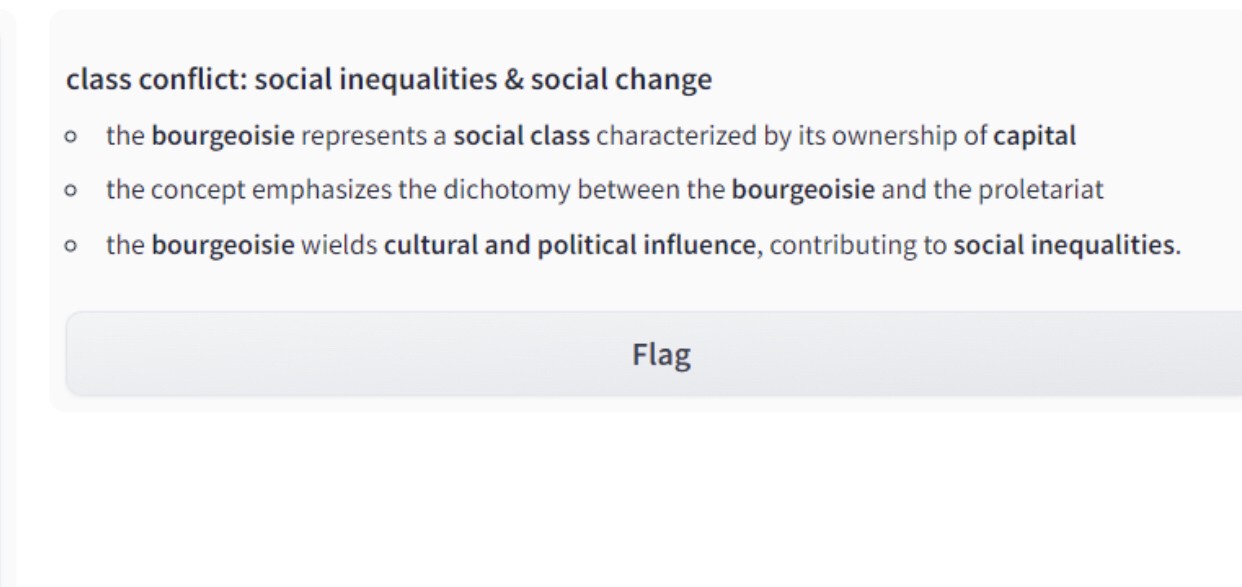 class conflict: social inequalities & social change
the bourgeoisie represents a social class characterized by its ownership of capital
the concept emphasizes the dichotomy between the bourgeoisie and the proletariat
the bourgeoisie wields cultural and political influence, contributing to social inequalities.
Flag